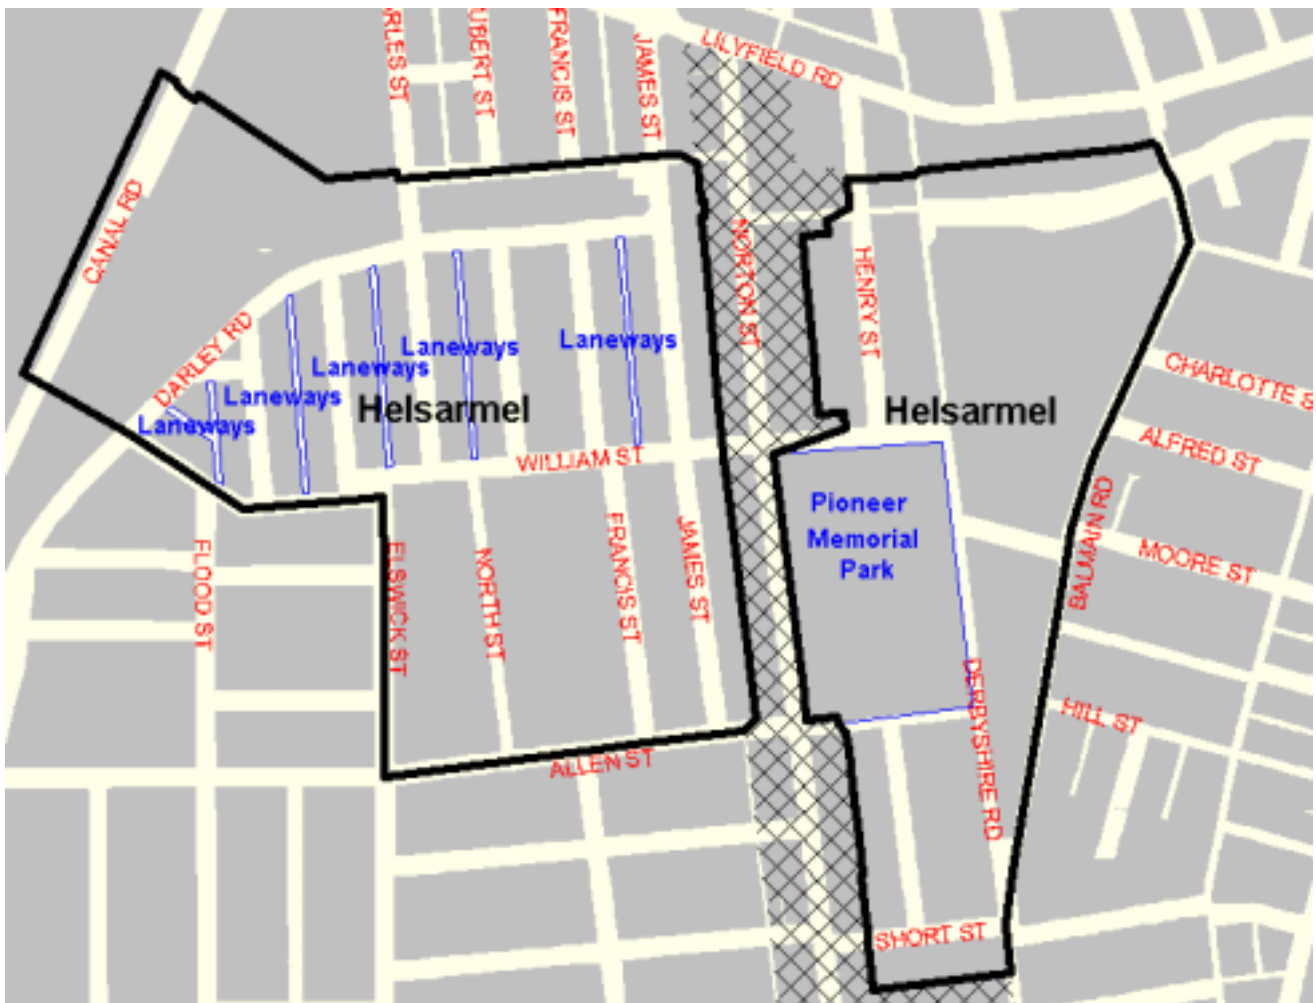 ARLES ST
UBERT ST
FRANCIS ST
JAMES ST
LILYFIELD RD
CANAL RD
NORTON ST
HENRY ST
DARLEY RD
Laneways
Laneways
Laneways
Laneways
Laneways
Helsarmel
Helsarmel
CHARLOTTE S
ALFRED ST
WILLIAM ST
Pioneer
Memorial
Park
BALMAIN RD
MOORE ST
FLOOD ST
ELSWICK ST
NORTH ST
FRANCIS ST
JAMES ST
DERBYSHIRE RD
HILL ST
ALLEN ST
SHORT ST